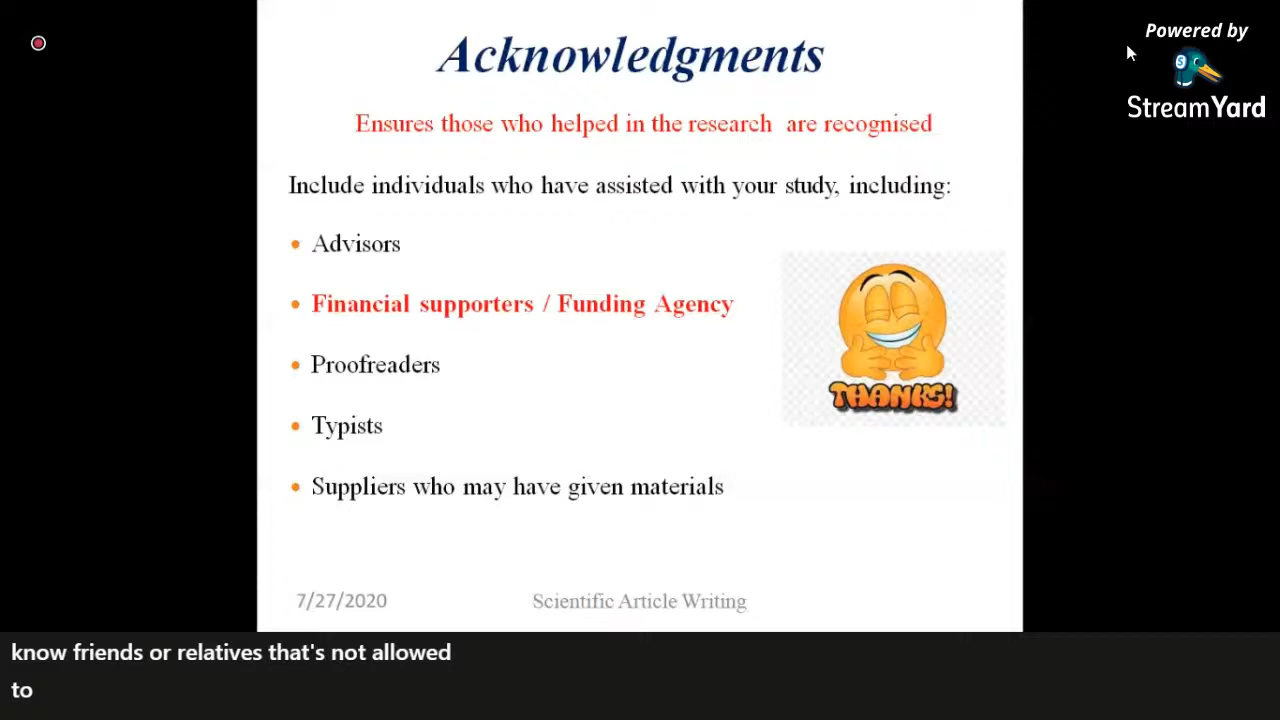 Powered by
StreamYard
Acknowledgments
Ensures those who helped in the research are recognised
Include individuals who have assisted with your study, including:
• Advisors
• Financial supporters / Funding Agency
• Proofreaders
• Typists
• Suppliers who may have given materials
THANKS!
7/27/2020
Scientific Article Writing
know friends or relatives that's not allowed
to